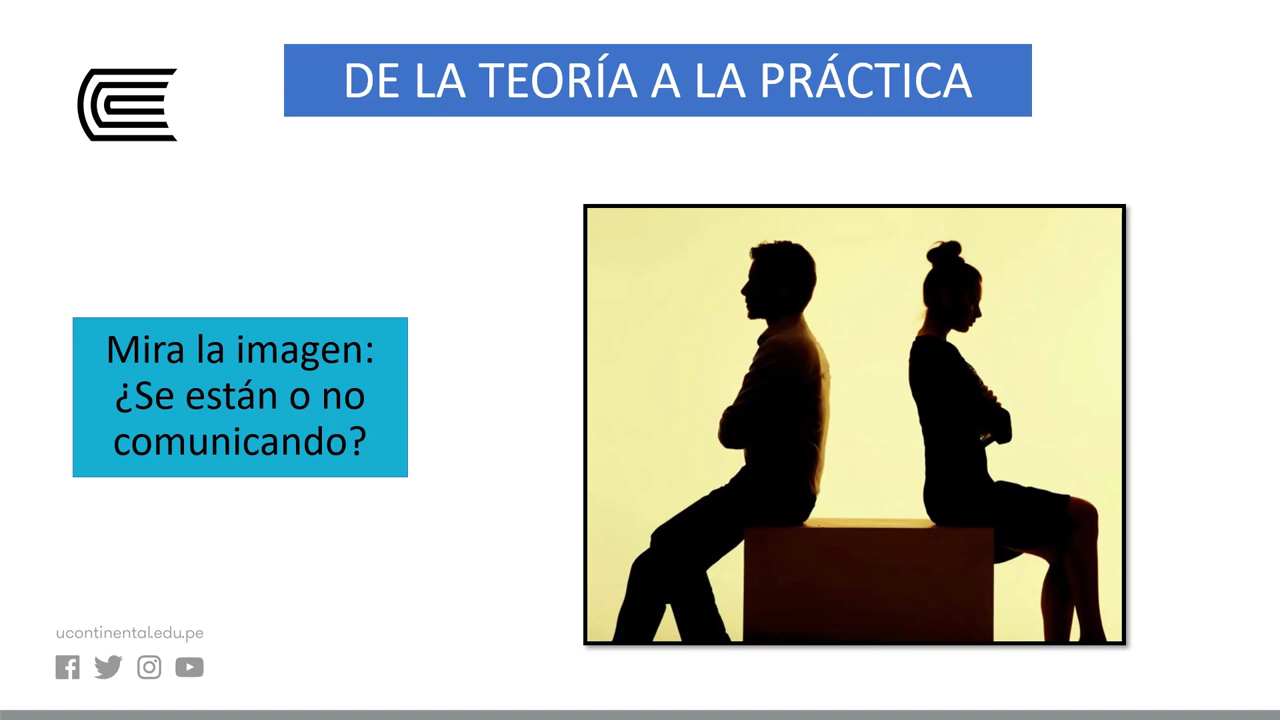 DE LA TEORÍA A LA PRÁCTICA
Mira la imagen:
¿Se están o no
comunicando?
ucontinental.edu.pe